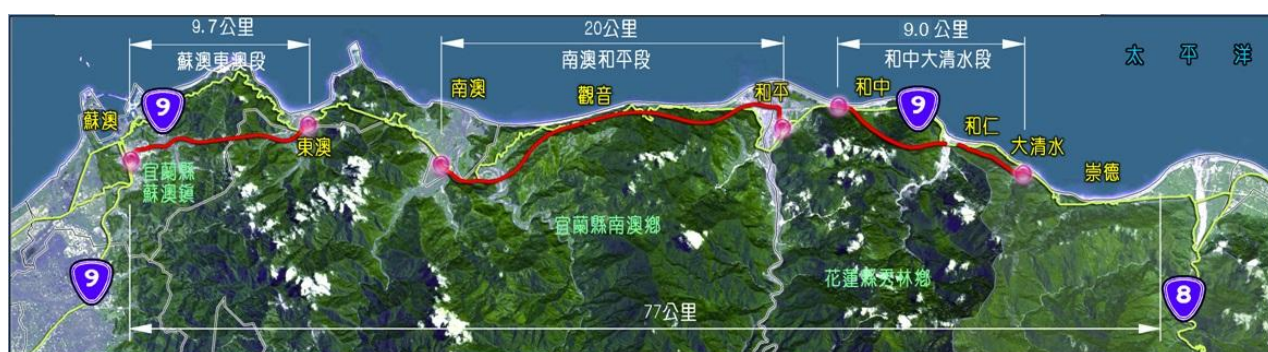 9.7公里
20公里
9.0 公里
蘇澳東澳段
南澳和平段
和中大清水段
太平洋
蘇澳
9
南澳
觀音
和平
和中
9
和仁
東澳
大清水
崇德
宜蘭縣
蘇澳鎮
宜蘭縣南澳鄉
花蓮縣秀林鄉
9
8
77公里